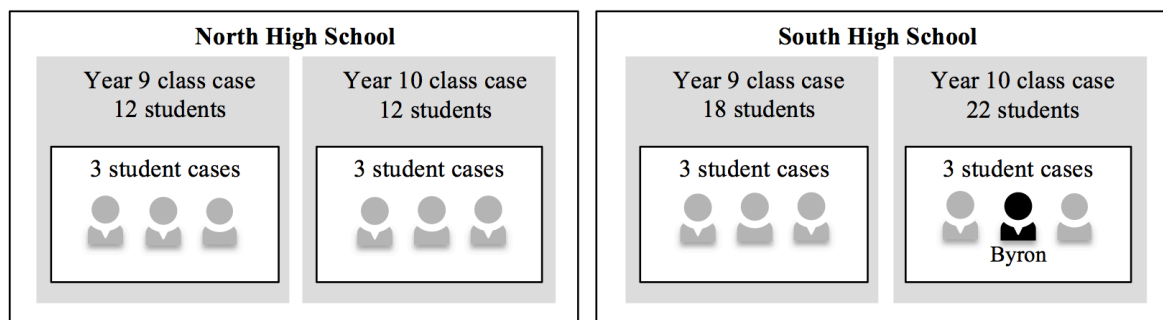 North High School
Year 9 class case
12 students
3 student cases
Year 10 class case
12 students
3 student cases
South High School
Year 9 class case
18 students
3 student cases
Year 10 class case
22 students
3 student cases
Byron